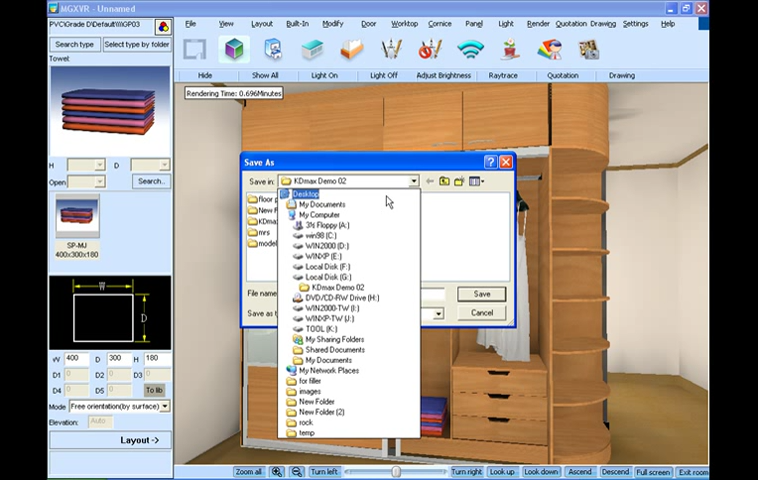 MGXVR - Unnamed
PVC\Grade D\Default\\\\GP03
File View Layout Built-In Modify Door Worktop Cornice Panel Light Render Quotation Drawing Settings Help
Search type Select type by folder
Towel
Hide Show All Light On Light Off Adjust Brightness Raytrace Quotation Drawing
Rendering Time: 0.696Minutes
H D
Open Search..
SP-MJ
400x300x180
W
D
W 400 D 300 H 180
D1 0 D2 0 D3 0
D4 0 D5 0 To lib
Mode Free orientation(by surface)
Elevation: Auto
Layout ->
Save As
Save in: KDmax Demo 02
Desktop
My Documents
My Computer
3½ Floppy (A:)
win98 (C:)
WIN2000 (D:)
WINXP (E:)
Local Disk (F:)
Local Disk (G:)
KDmax Demo 02
DVD/CD-RW Drive (H:)
WIN2000-TW (I:)
WINXP-TW (J:)
TOOL (K:)
My Sharing Folders
Shared Documents
My Documents
My Network Places
for filler
images
New Folder
New Folder (2)
rock
temp
floor
New F
KDma
mrs
model
File name
Save as t
Save
Cancel
Zoom all Turn left Turn right Look up Look down Ascend Descend Full screen Exit room